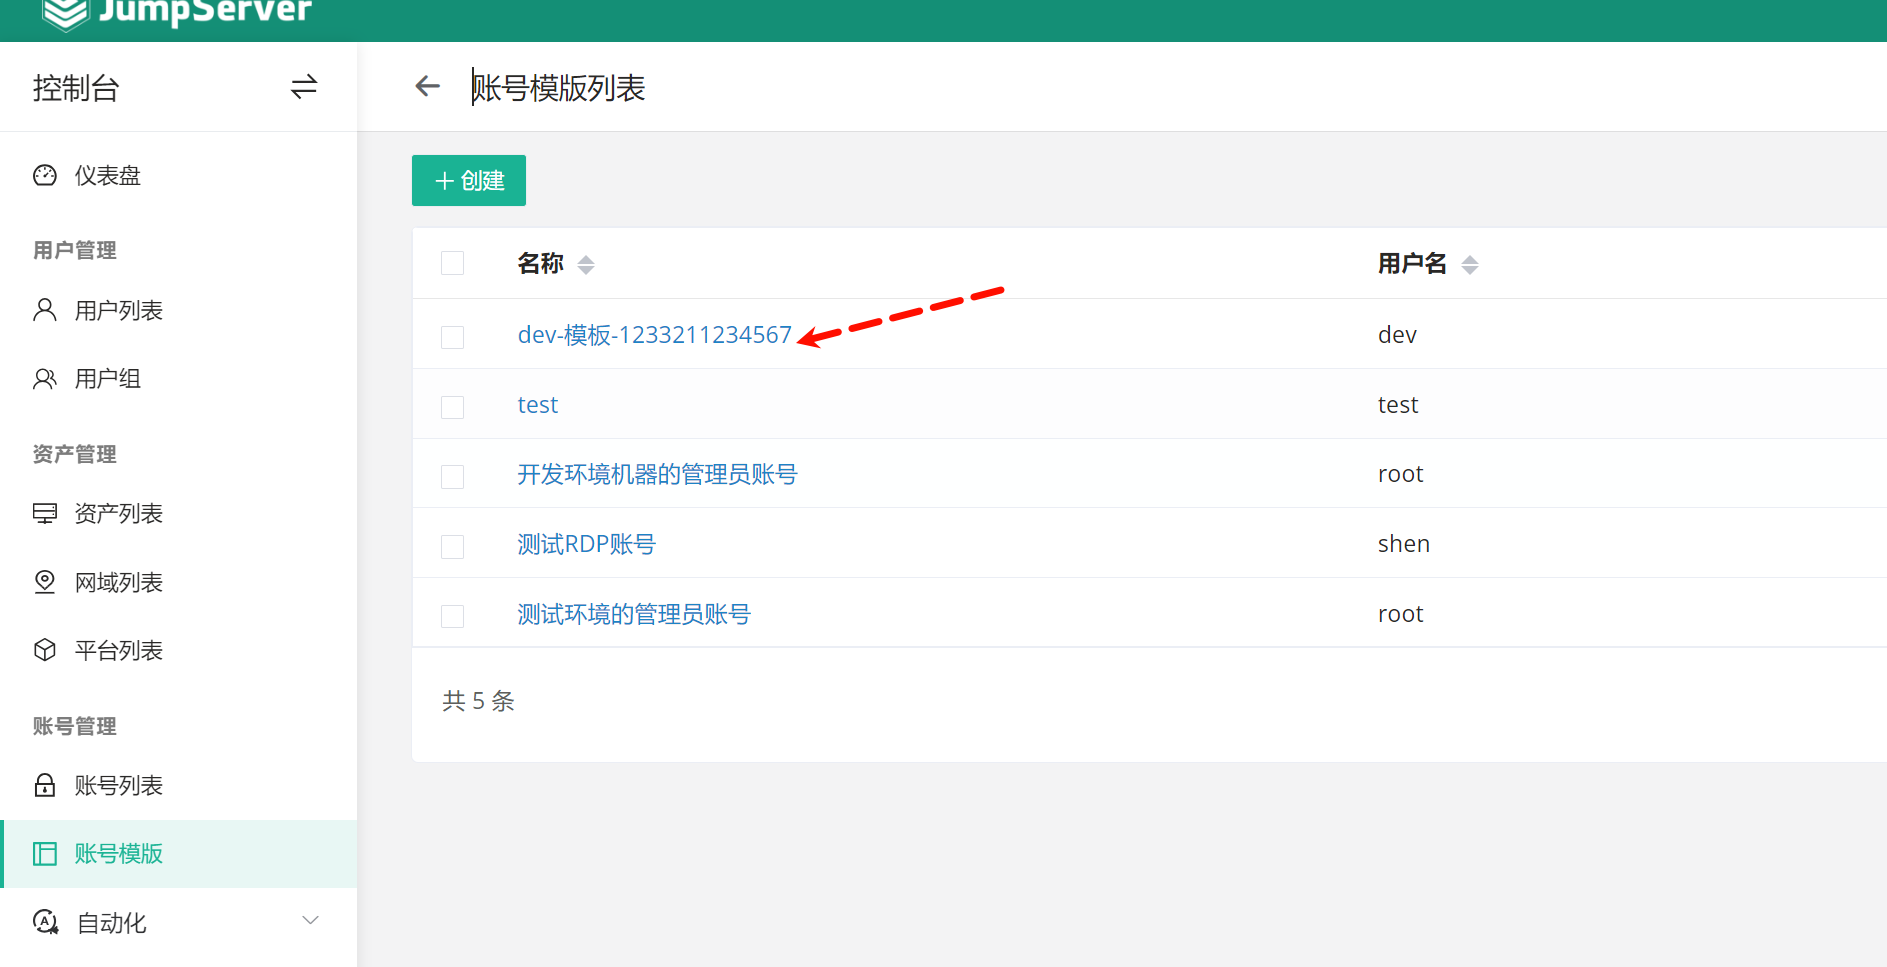 JumpServer
控制台
账号模版列表
仪表盘
创建
用户管理
名称
用户名
用户列表
dev-模板-1233211234567
dev
用户组
test
test
资产管理
开发环境机器的管理员账号
root
资产列表
测试RDP账号
shen
网域列表
测试环境的管理员账号
root
平台列表
共 5 条
账号管理
账号列表
账号模版
自动化